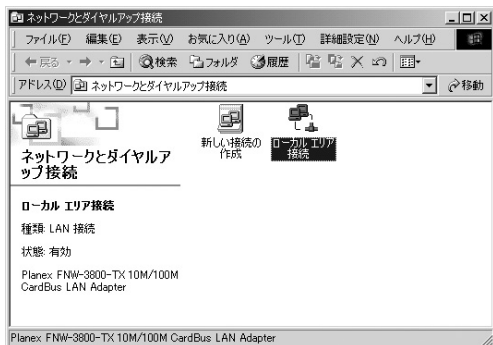 ネットワークとダイヤルアップ接続
ファイル(F) 編集(E) 表示(V) お気に入り(A) ツール(T) 詳細設定(N) ヘルプ(H)
戻る 検索 フォルダ 履歴
アドレス(D) ネットワークとダイヤルアップ接続 移動
ネットワークとダイヤルア
ップ接続
ローカル エリア接続
種類: LAN 接続
状態: 有効
Planex FNW-3800-TX 10M/100M
CardBus LAN Adapter
新しい接続の
作成
ローカル エリア
接続
Planex FNW-3800-TX 10M/100M CardBus LAN Adapter